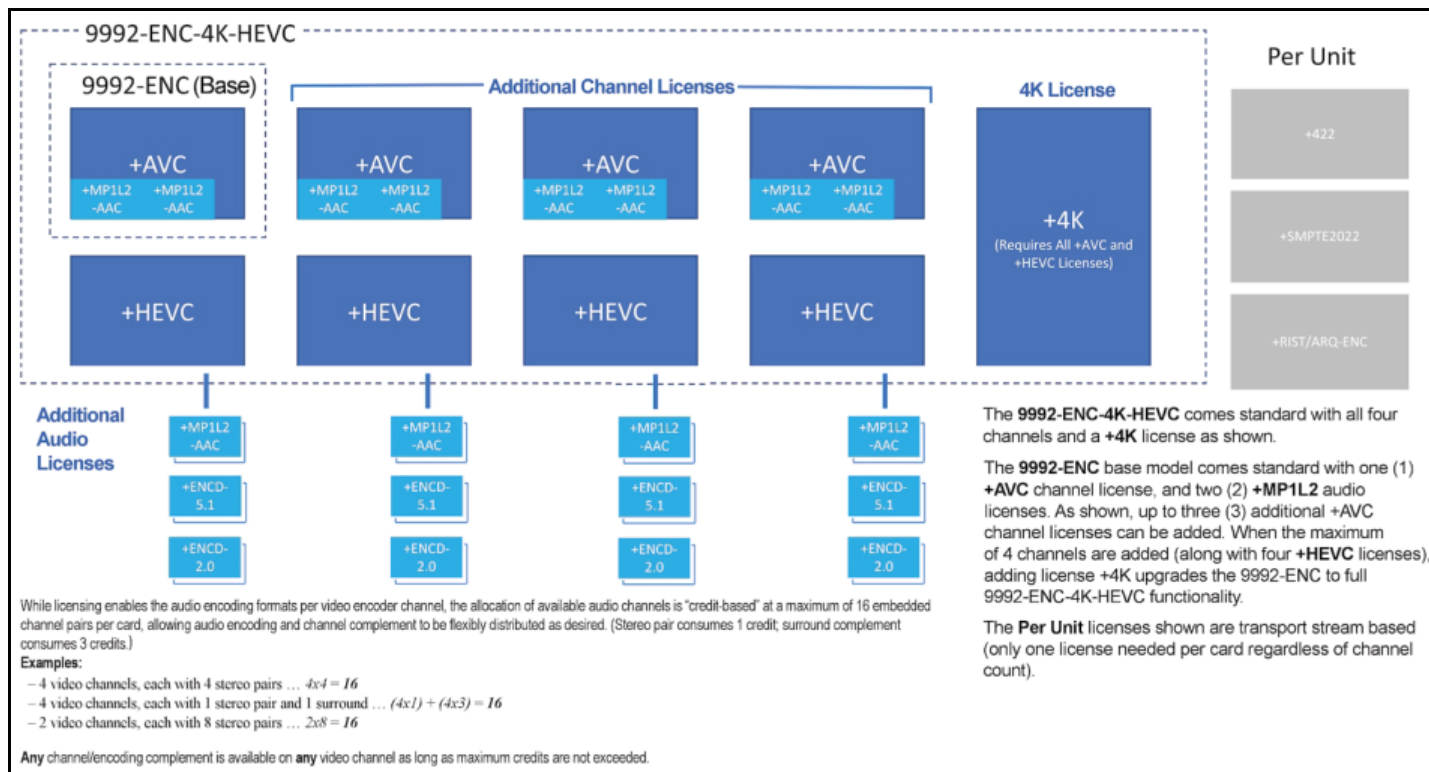 9992-ENC-4K-HEVC
9992-ENC (Base)
Additional Channel Licenses
4K License
Per Unit
+AVC
+MP1L2
-AAC
+MP1L2
-AAC
+AVC
+MP1L2
-AAC
+MP1L2
-AAC
+AVC
+MP1L2
-AAC
+MP1L2
-AAC
+AVC
+MP1L2
-AAC
+MP1L2
-AAC
+4K
(Requires All +AVC and
+HEVC Licenses)
+422
+SMPTE2022
+RIST/ARQ-ENC
+HEVC
+HEVC
+HEVC
+HEVC
Additional
Audio
Licenses
+MP1L2
-AAC
+MP1L2
-AAC
+MP1L2
-AAC
+MP1L2
-AAC
+ENCD-
5.1
+ENCD-
5.1
+ENCD-
5.1
+ENCD-
5.1
+ENCD-
2.0
+ENCD-
2.0
+ENCD-
2.0
+ENCD-
2.0
The 9992-ENC-4K-HEVC comes standard with all four
channels and a +4K license as shown.
The 9992-ENC base model comes standard with one (1)
+AVC channel license, and two (2) +MP1L2 audio
licenses. As shown, up to three (3) additional +AVC
channel licenses can be added. When the maximum
of 4 channels are added (along with four +HEVC licenses),
adding license +4K upgrades the 9992-ENC to full
9992-ENC-4K-HEVC functionality.
The Per Unit licenses shown are transport stream based
(only one license needed per card regardless of channel
count).
While licensing enables the audio encoding formats per video encoder channel, the allocation of available audio channels is "credit-based" at a maximum of 16 embedded
channel pairs per card, allowing audio encoding and channel complement to be flexibly distributed as desired. (Stereo pair consumes 1 credit; surround complement
consumes 3 credits.)
Examples:
– 4 video channels, each with 4 stereo pairs … 4x4 = 16
– 4 video channels, each with 1 stereo pair and 1 surround … (4x1) + (4x3) = 16
– 2 video channels, each with 8 stereo pairs … 2x8 = 16
Any channel/encoding complement is available on any video channel as long as maximum credits are not exceeded.